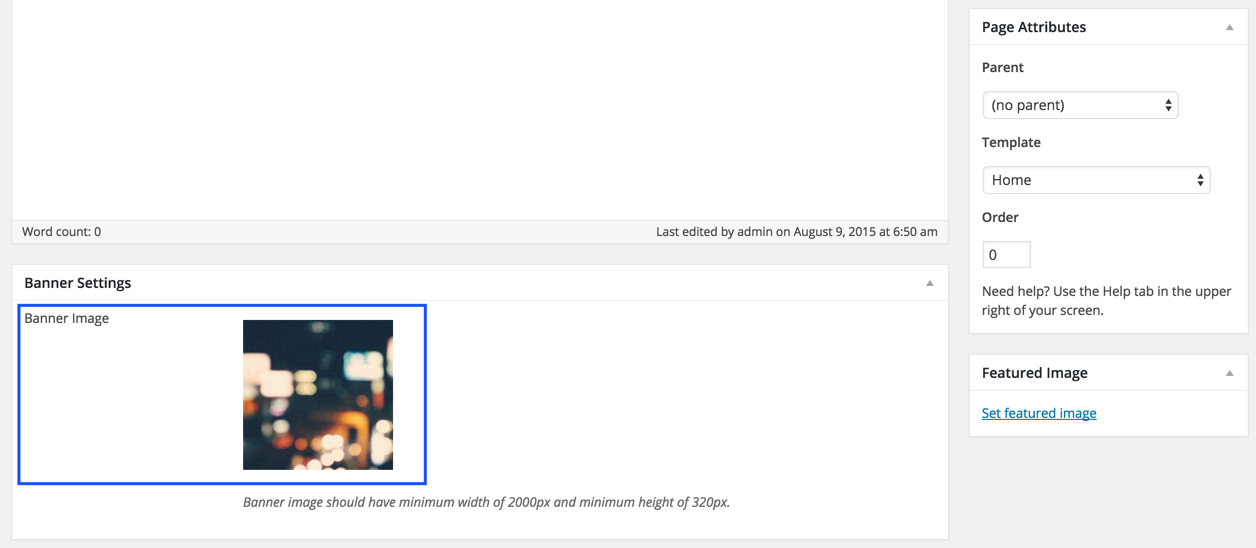 Word count: 0
Last edited by admin on August 9, 2015 at 6:50 am
Banner Settings
Banner Image
Banner image should have minimum width of 2000px and minimum height of 320px.
Page Attributes
Parent
(no parent)
Template
Home
Order
0
Need help? Use the Help tab in the upper
right of your screen.
Featured Image
Set featured image